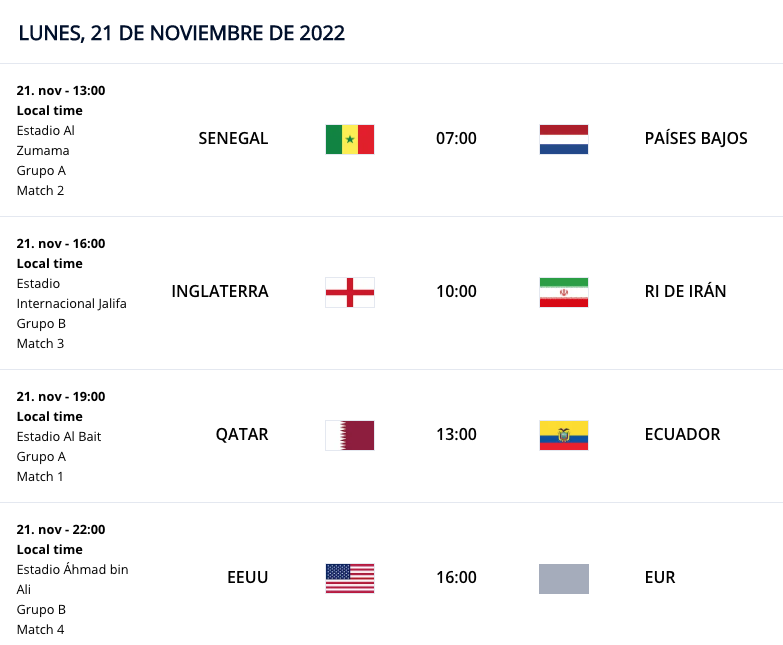 LUNES, 21 DE NOVIEMBRE DE 2022
21. nov - 13:00
Local time
Estadio Al
Zumama
Grupo A
Match 2
SENEGAL 07:00 PAÍSES BAJOS
21. nov - 16:00
Local time
Estadio
Internacional Jalifa
Grupo B
Match 3
INGLATERRA 10:00 RI DE IRÁN
21. nov - 19:00
Local time
Estadio Al Bait
Grupo A
Match 1
QATAR 13:00 ECUADOR
21. nov - 22:00
Local time
Estadio Áhmad bin
Ali
Grupo B
Match 4
EEUU 16:00 EUR